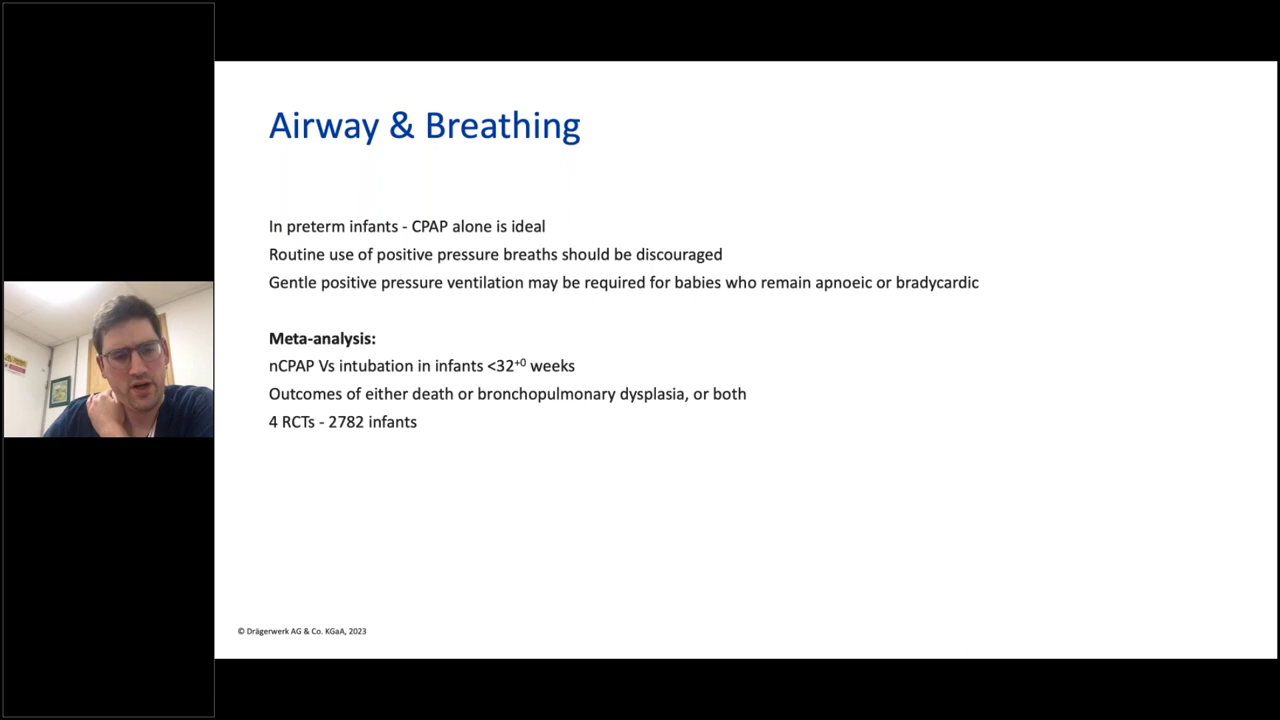 Airway & Breathing
In preterm infants - CPAP alone is ideal
Routine use of positive pressure breaths should be discouraged
Gentle positive pressure ventilation may be required for babies who remain apnoeic or bradycardic
Meta-analysis:
nCPAP Vs intubation in infants <32⁺⁰ weeks
Outcomes of either death or bronchopulmonary dysplasia, or both
4 RCTs - 2782 infants
© Drägerwerk AG & Co. KGaA, 2023